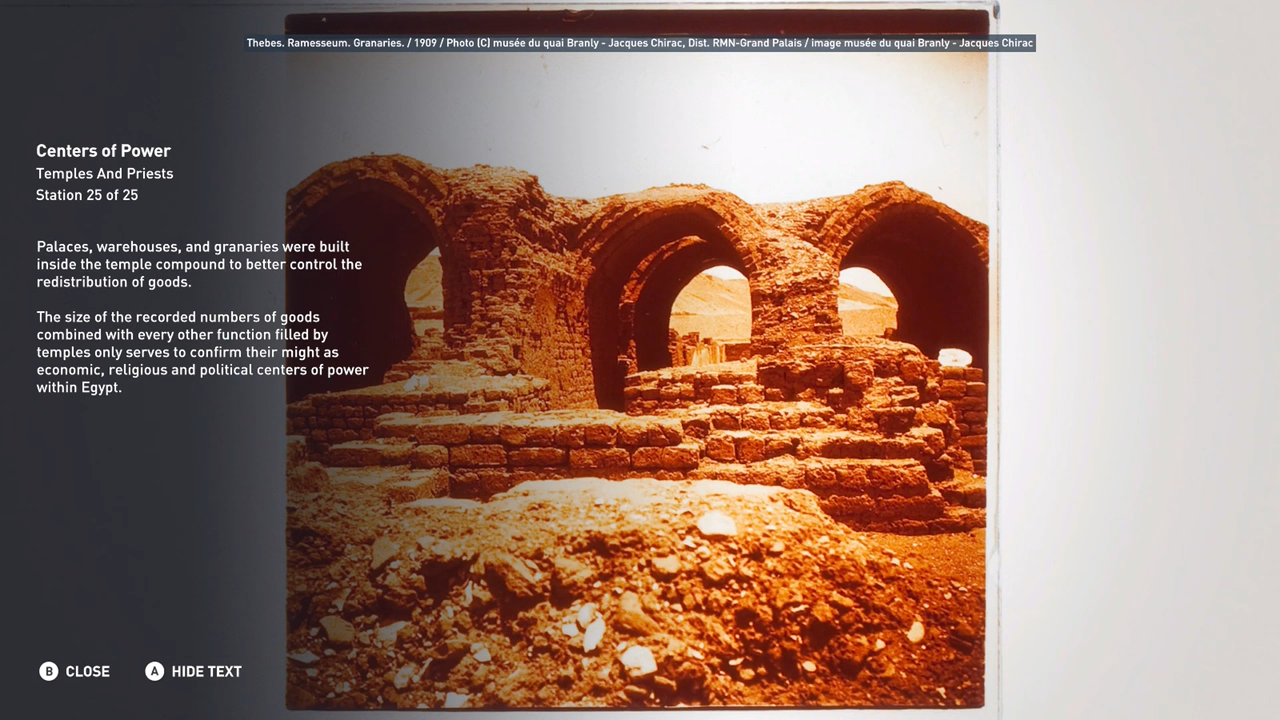 Thebes. Ramesseum. Granaries. / 1909 / Photo (C) musée du quai Branly - Jacques Chirac, Dist. RMN-Grand Palais / image musée du quai Branly - Jacques Chirac
Centers of Power
Temples And Priests
Station 25 of 25
Palaces, warehouses, and granaries were built
inside the temple compound to better control the
redistribution of goods.
The size of the recorded numbers of goods
combined with every other function filled by
temples only serves to confirm their might as
economic, religious and political centers of power
within Egypt.
B CLOSE A HIDE TEXT